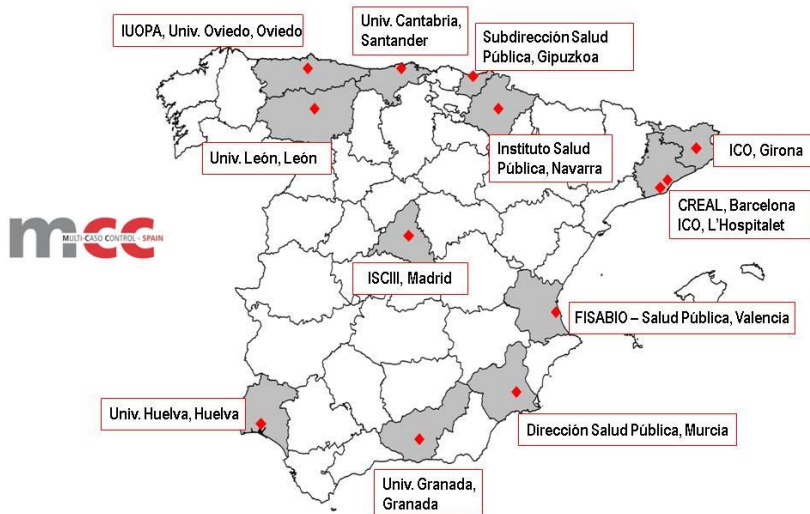 IUOPA, Univ. Oviedo, Oviedo
Univ. Cantabria,
Santander
Subdirección Salud
Pública, Gipuzkoa
Univ. León, León
Instituto Salud
Pública, Navarra
ICO, Girona
CREAL, Barcelona
ICO, L'Hospitalet
mcc
MULTI-CASO CONTROL - SPAIN
ISCIII, Madrid
FISABIO – Salud Pública, Valencia
Univ. Huelva, Huelva
Dirección Salud Pública, Murcia
Univ. Granada,
Granada